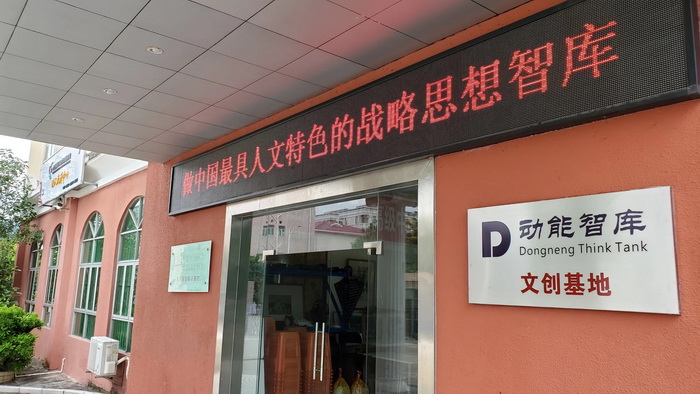 做中国最具人文特色的战略思想智库
动能智库
Dongneng Think Tank
文创基地